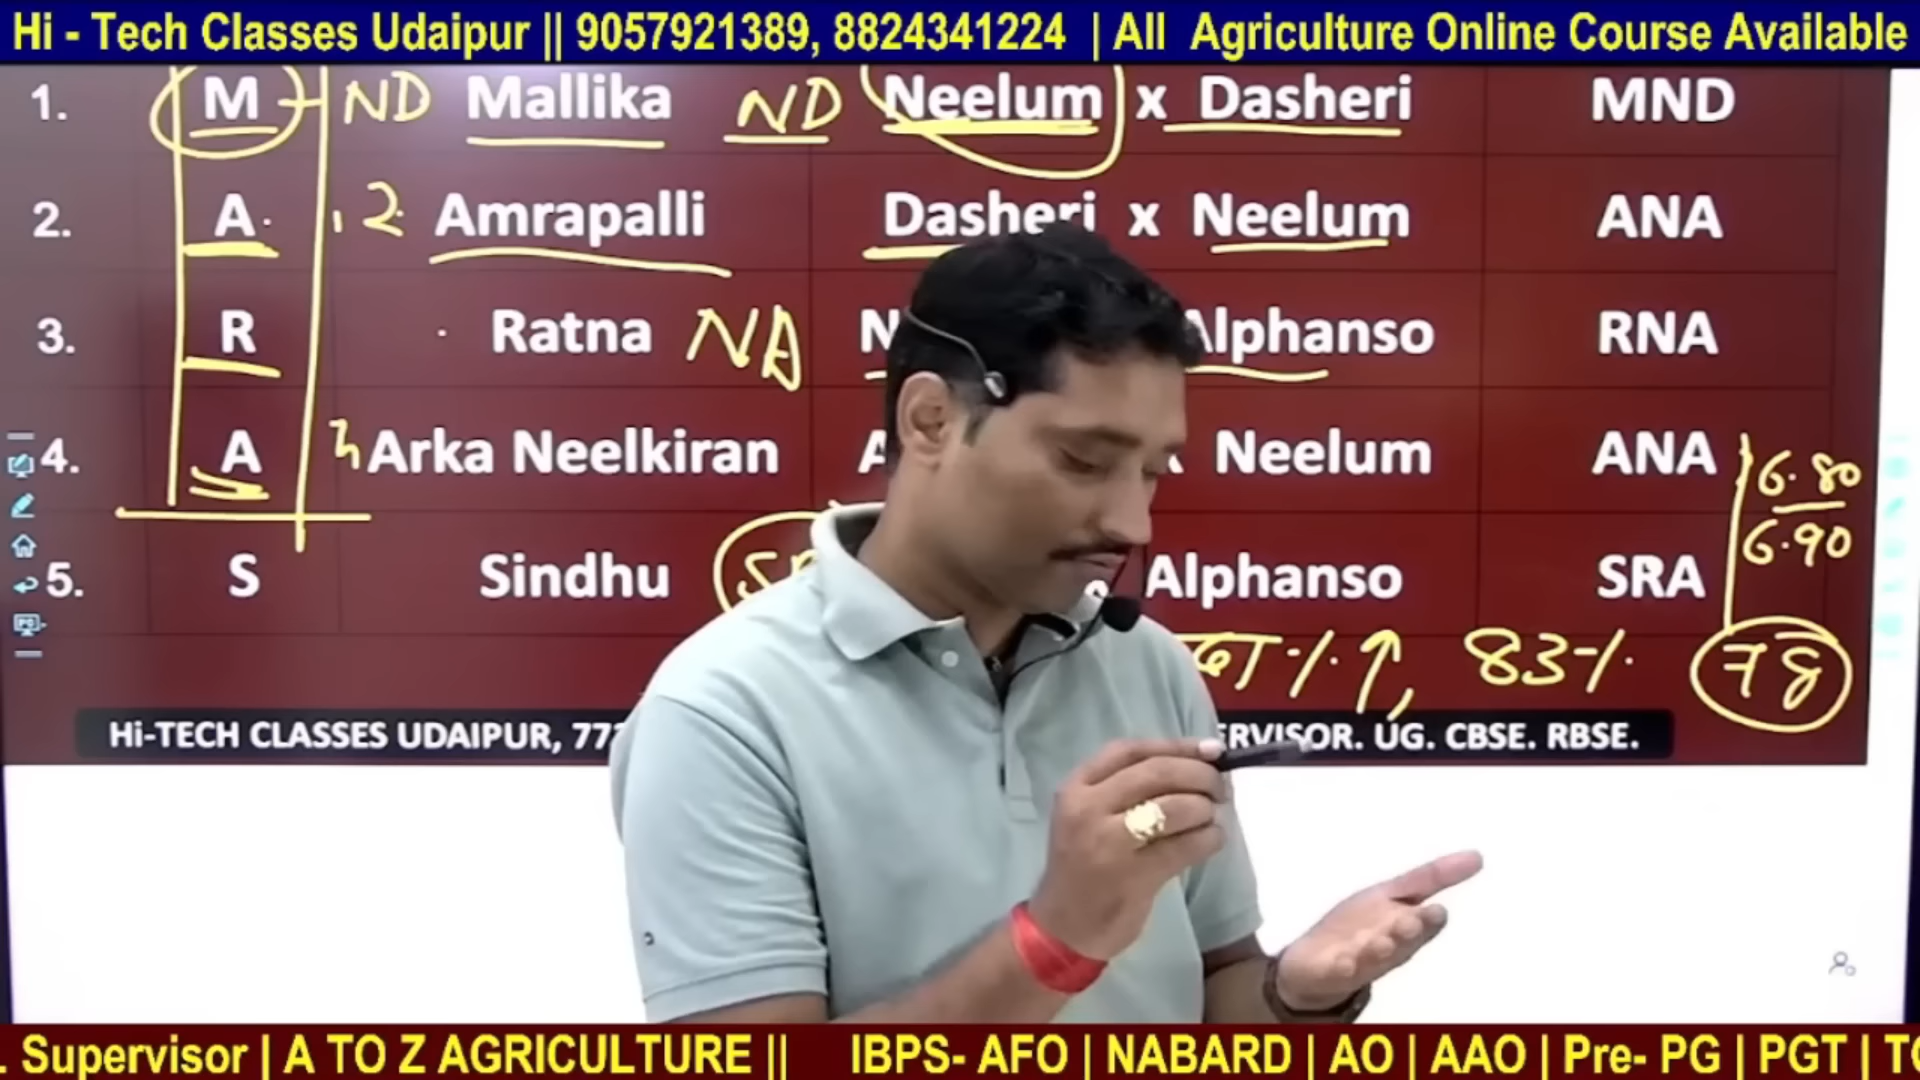 Hi - Tech Classes Udaipur || 9057921389, 8824341224 | All Agriculture Online Course Available
1. M ND Mallika ND Neelum x Dasheri MND
2. A 2 Amrapalli Dasheri x Neelum ANA
3. R Ratna NA Alphanso RNA
4. A Arka Neelkiran Neelum ANA 6.80
6.90
5. S Sindhu Alphanso SRA
%↑, 83% 78
Hi-TECH CLASSES UDAIPUR, 77 ERVISOR. UG. CBSE. RBSE.
. Supervisor | A TO Z AGRICULTURE || IBPS- AFO | NABARD | AO | AAO | Pre- PG | PGT |